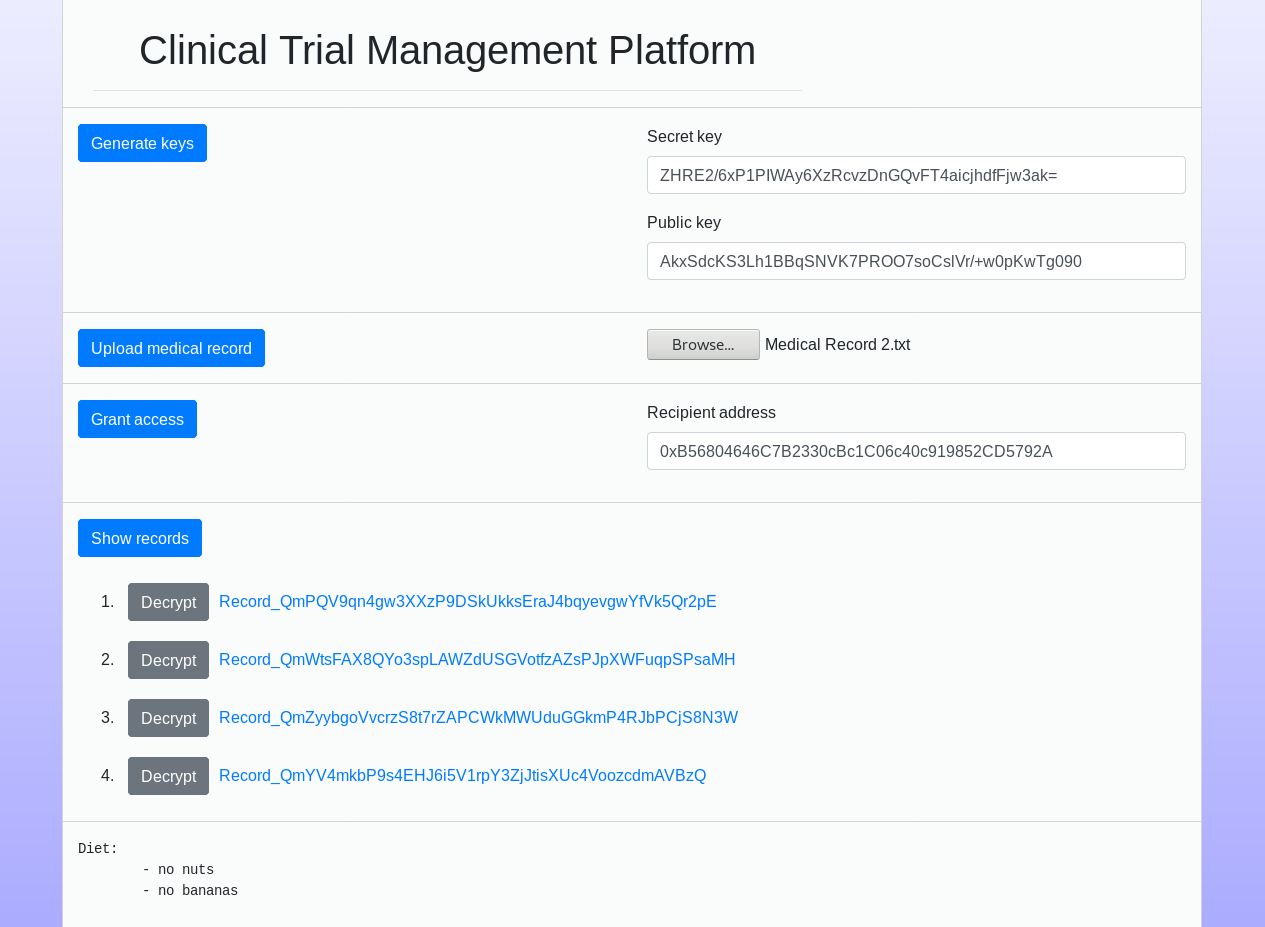 Clinical Trial Management Platform
Generate keys
Secret key
ZHRE2/6xP1PIWAy6XzRcvzDnGQvFT4aicjhdfFjw3ak=
Public key
AkxSdcKS3Lh1BBqSNVK7PROO7soCslVr/+w0pKwTg090
Upload medical record
Browse... Medical Record 2.txt
Grant access
Recipient address
0xB56804646C7B2330cBc1C06c40c919852CD5792A
Show records
1. Decrypt Record_QmPQV9qn4gw3XXzP9DSkUkksEraJ4bqyevgwYfVk5Qr2pE
2. Decrypt Record_QmWtsFAX8QYo3spLAWZdUSGVotfzAZsPJpXWFuqpSPsaMH
3. Decrypt Record_QmZyybgoVvcrzS8t7rZAPCWkMWUduGGkmP4RJbPCjS8N3W
4. Decrypt Record_QmYV4mkbP9s4EHJ6i5V1rpY3ZjJtisXUc4VoozcdmAVBzQ
Diet:
- no nuts
- no bananas